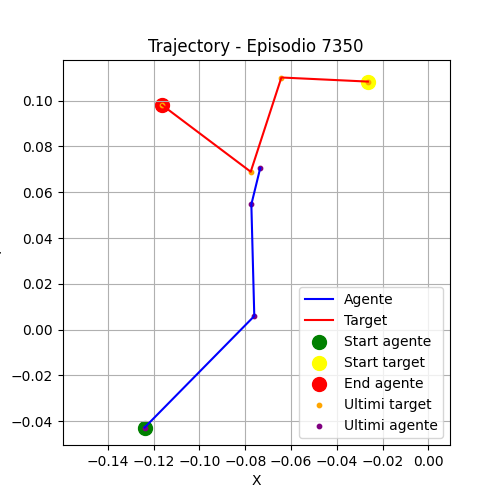 Trajectory - Episodio 7350
0.10
0.08
0.06
0.04
0.02
0.00
−0.02
−0.04
Agente
Target
Start agente
Start target
End agente
Ultimi target
Ultimi agente
−0.14 −0.12 −0.10 −0.08 −0.06 −0.04 −0.02 0.00
X